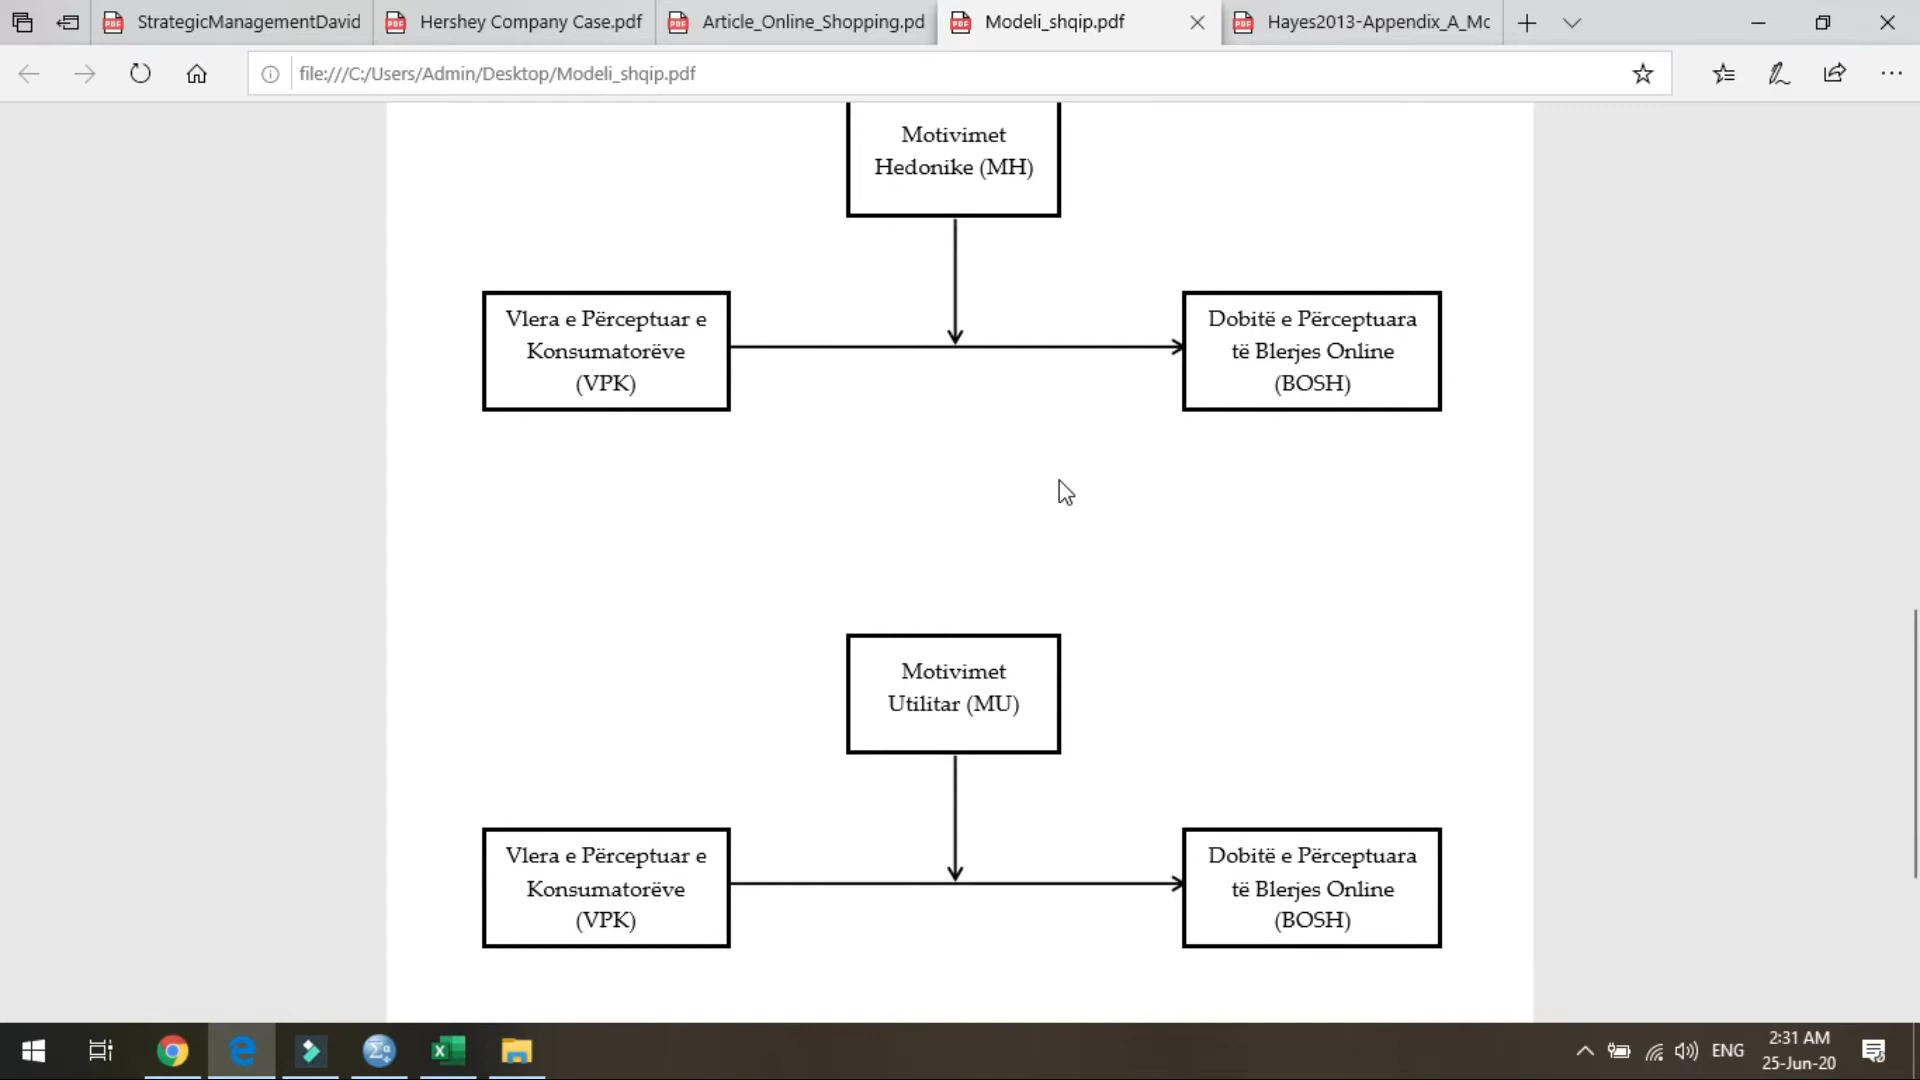 StrategicManagementDavid
Hershey Company Case.pdf
Article_Online_Shopping.pd
Modeli_shqip.pdf
Hayes2013-Appendix_A_Mc
file:///C:/Users/Admin/Desktop/Modeli_shqip.pdf
Motivimet
Hedonike (MH)
Vlera e Përceptuar e
Konsumatorëve
(VPK)
Dobitë e Përceptuara
të Blerjes Online
(BOSH)
Motivimet
Utilitar (MU)
Vlera e Përceptuar e
Konsumatorëve
(VPK)
Dobitë e Përceptuara
të Blerjes Online
(BOSH)
ENG
2:31 AM
25-Jun-20